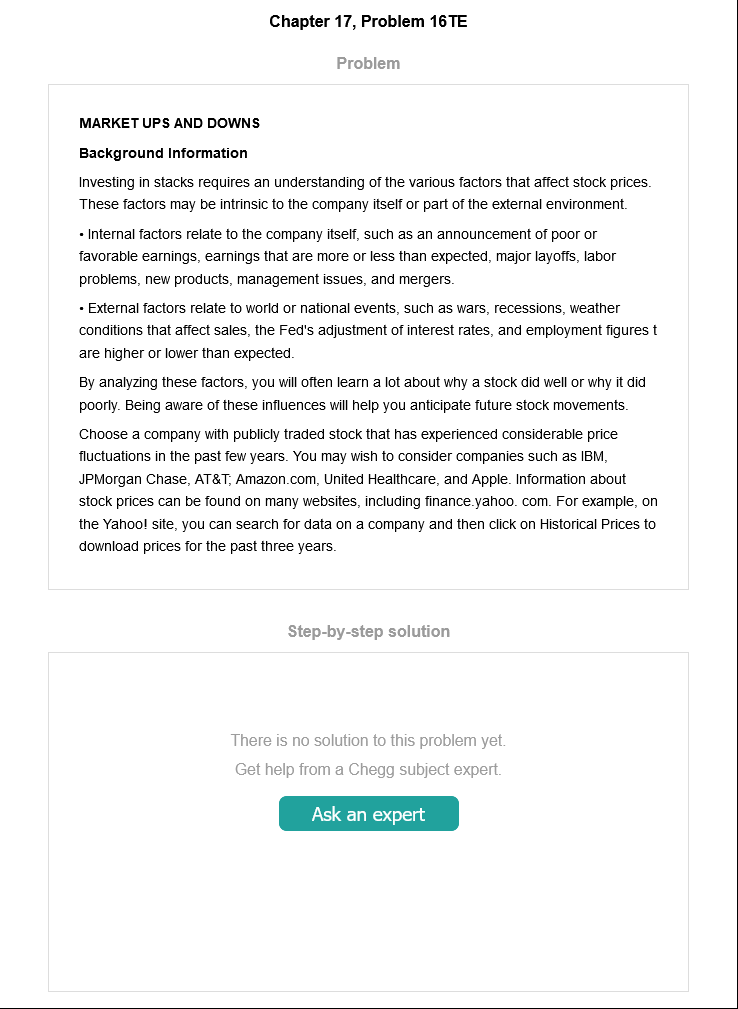 Chapter 17, Problem 16TE
Problem
MARKET UPS AND DOWNS
Background Information
Investing in stacks requires an understanding of the various factors that affect stock prices.
These factors may be intrinsic to the company itself or part of the external environment.
• Internal factors relate to the company itself, such as an announcement of poor or
favorable earnings, earnings that are more or less than expected, major layoffs, labor
problems, new products, management issues, and mergers.
• External factors relate to world or national events, such as wars, recessions, weather
conditions that affect sales, the Fed's adjustment of interest rates, and employment figures t
are higher or lower than expected.
By analyzing these factors, you will often learn a lot about why a stock did well or why it did
poorly. Being aware of these influences will help you anticipate future stock movements.
Choose a company with publicly traded stock that has experienced considerable price
fluctuations in the past few years. You may wish to consider companies such as IBM,
JPMorgan Chase, AT&T; Amazon.com, United Healthcare, and Apple. Information about
stock prices can be found on many websites, including finance.yahoo. com. For example, on
the Yahoo! site, you can search for data on a company and then click on Historical Prices to
download prices for the past three years.
Step-by-step solution
There is no solution to this problem yet.
Get help from a Chegg subject expert.
Ask an expert